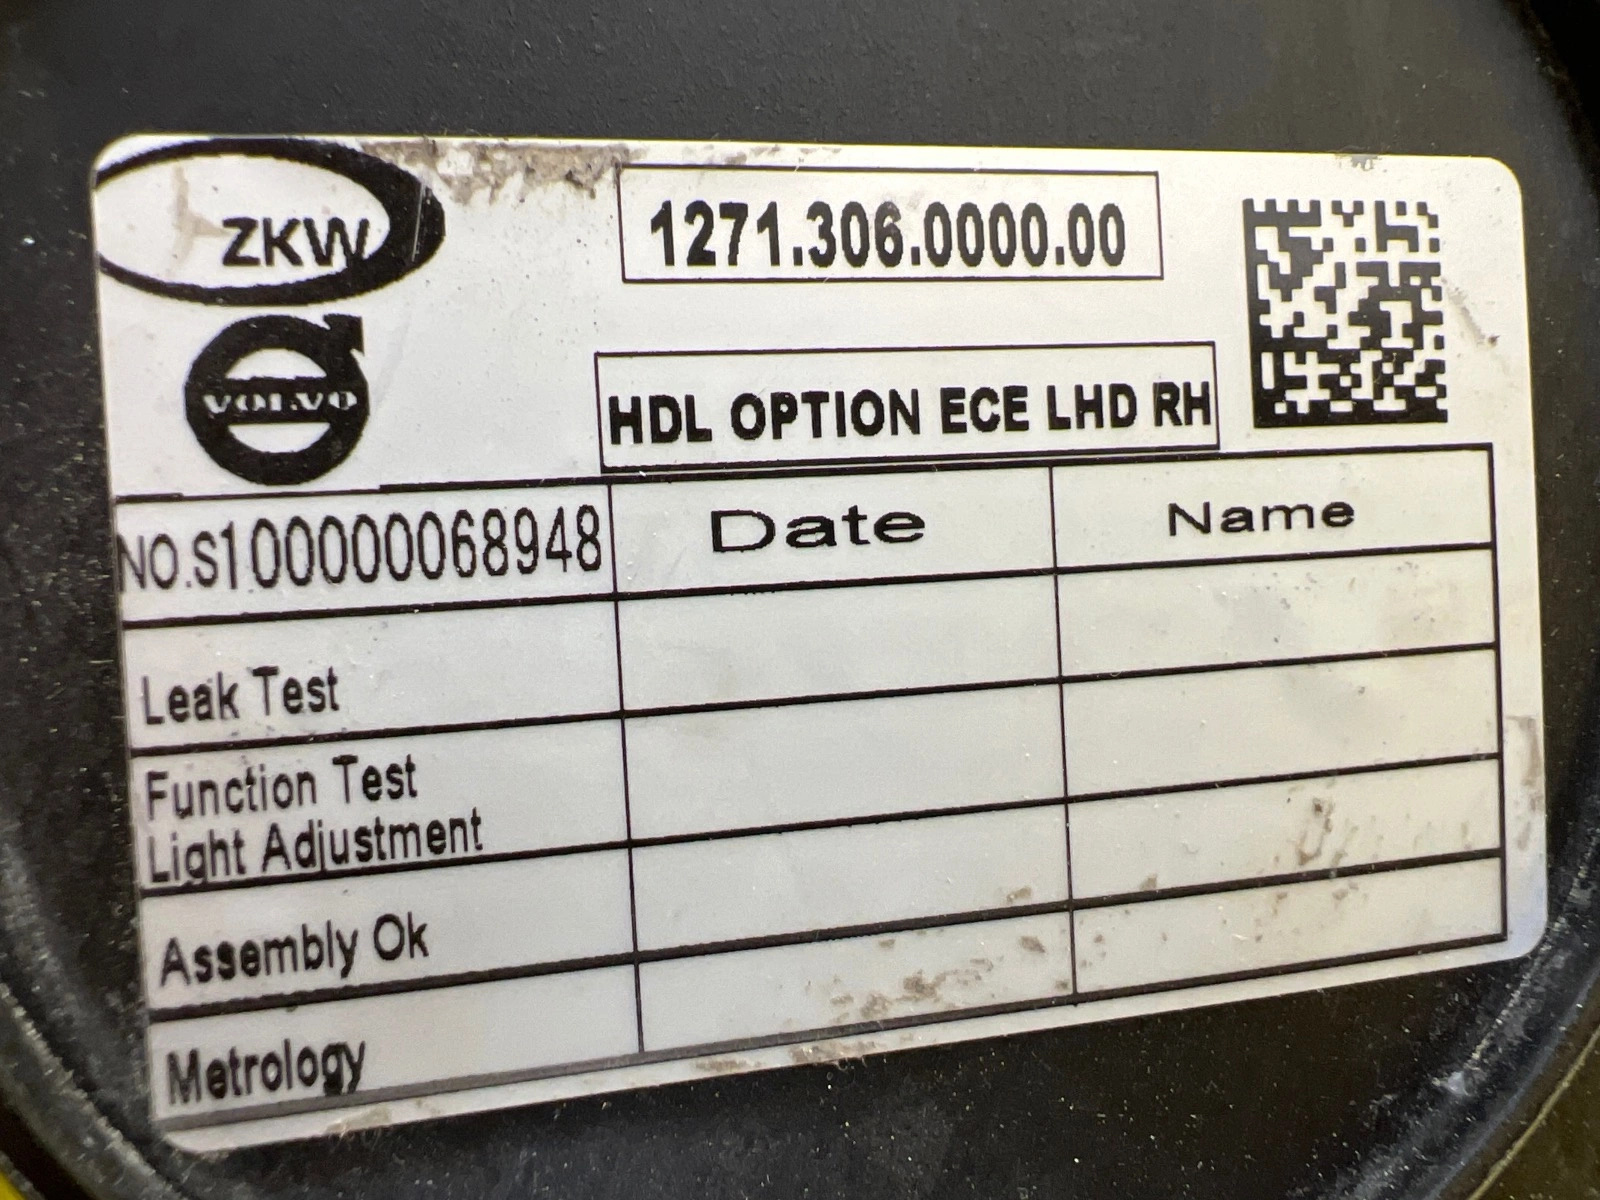 ZKW
1271.306.0000.00
VOLVO
HDL OPTION ECE LHD RH
NO.S100000068948
Date
Name
Leak Test
Function Test
Light Adjustment
Assembly Ok
Metrology